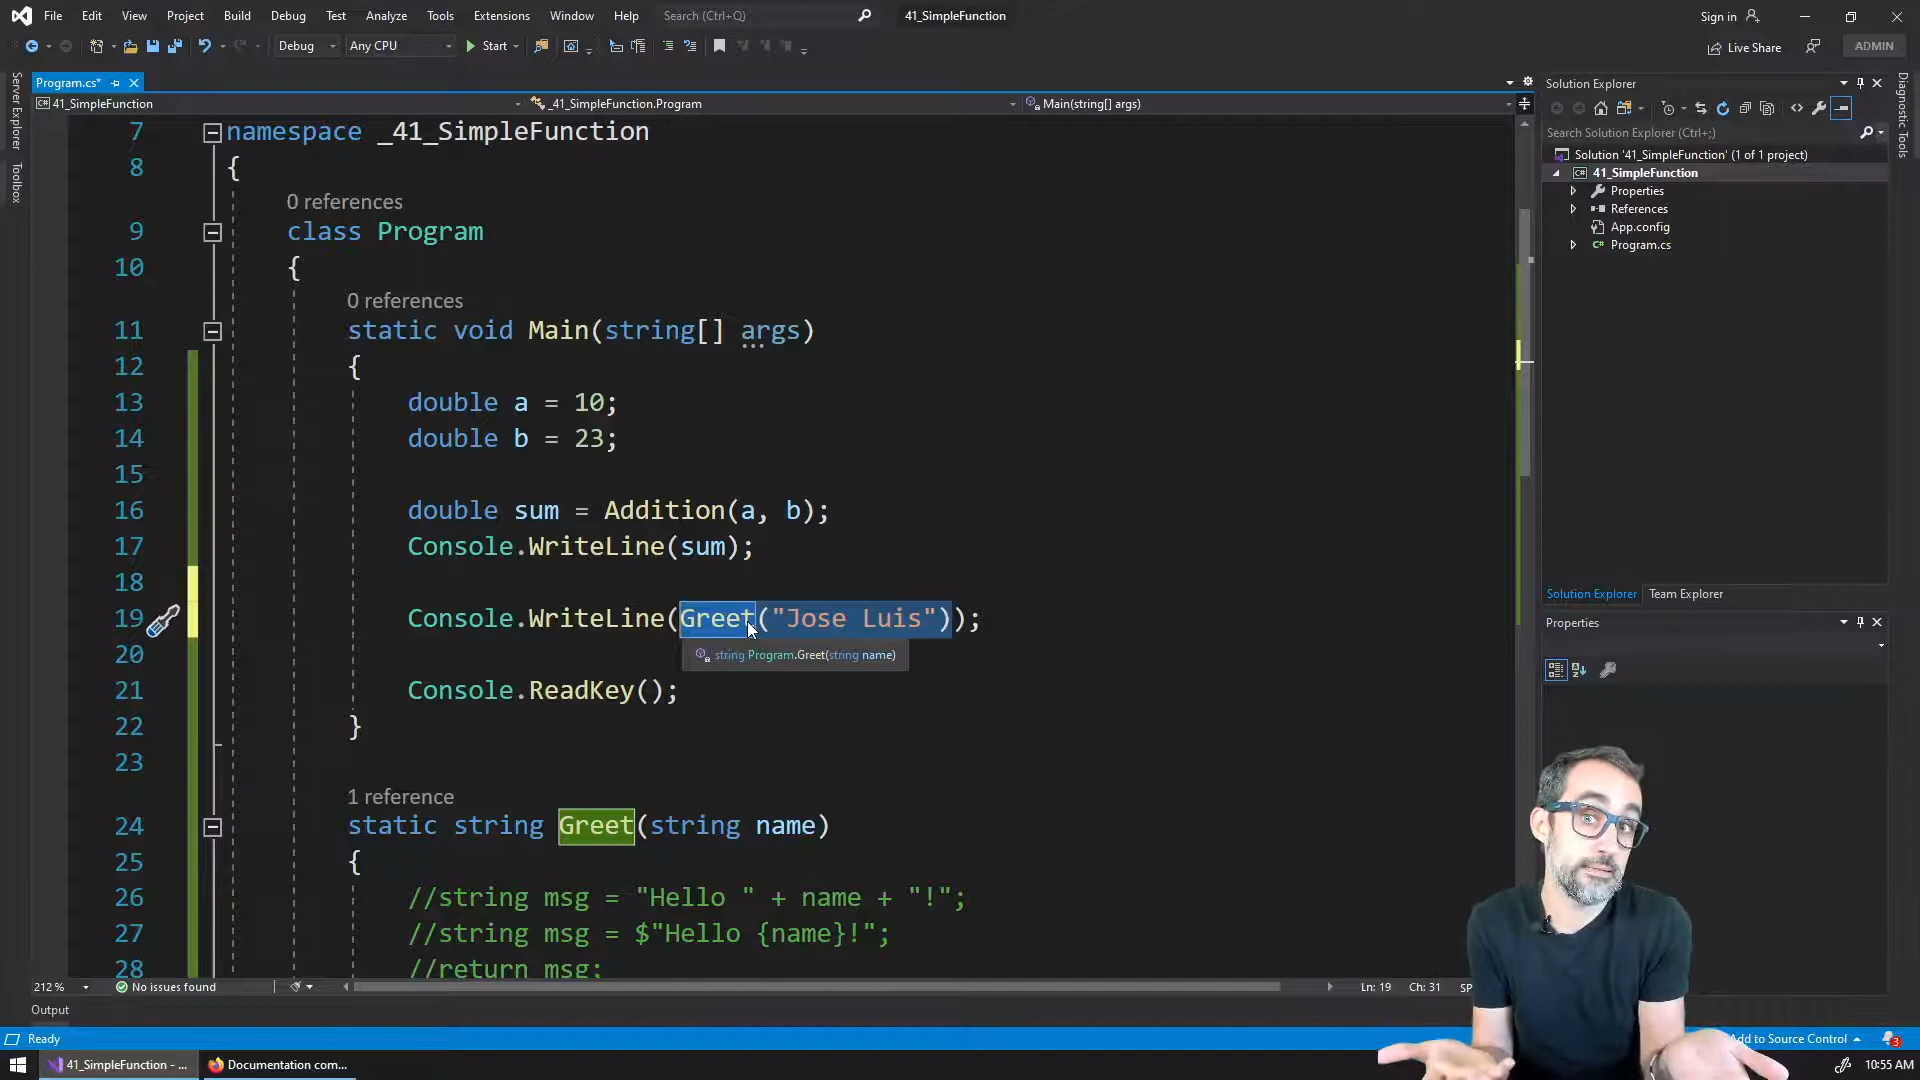 File Edit View Project Build Debug Test Analyze Tools Extensions Window Help Search (Ctrl+Q) 41_SimpleFunction Sign in
Debug Any CPU Start Live Share ADMIN
Server Explorer
Toolbox
Program.cs*
41_SimpleFunction _41_SimpleFunction.Program Main(string[] args)
7 namespace _41_SimpleFunction
8 {
0 references
9 class Program
10 {
0 references
11 static void Main(string[] args)
12 {
13 double a = 10;
14 double b = 23;
15
16 double sum = Addition(a, b);
17 Console.WriteLine(sum);
18
19 Console.WriteLine(Greet("Jose Luis"));
string Program.Greet(string name)
20
21 Console.ReadKey();
22 }
23
1 reference
24 static string Greet(string name)
25 {
26 //string msg = "Hello " + name + "!";
27 //string msg = $"Hello {name}!";
28 //return msg;
212 % No issues found Ln: 19 Ch: 31
Output
Solution Explorer
Search Solution Explorer (Ctrl+;)
Solution '41_SimpleFunction' (1 of 1 project)
41_SimpleFunction
Properties
References
App.config
Program.cs
Solution Explorer Team Explorer
Properties
Diagnostic Tools
Ready Add to Source Control 3
41_SimpleFunction - ... Documentation com... 10:55 AM